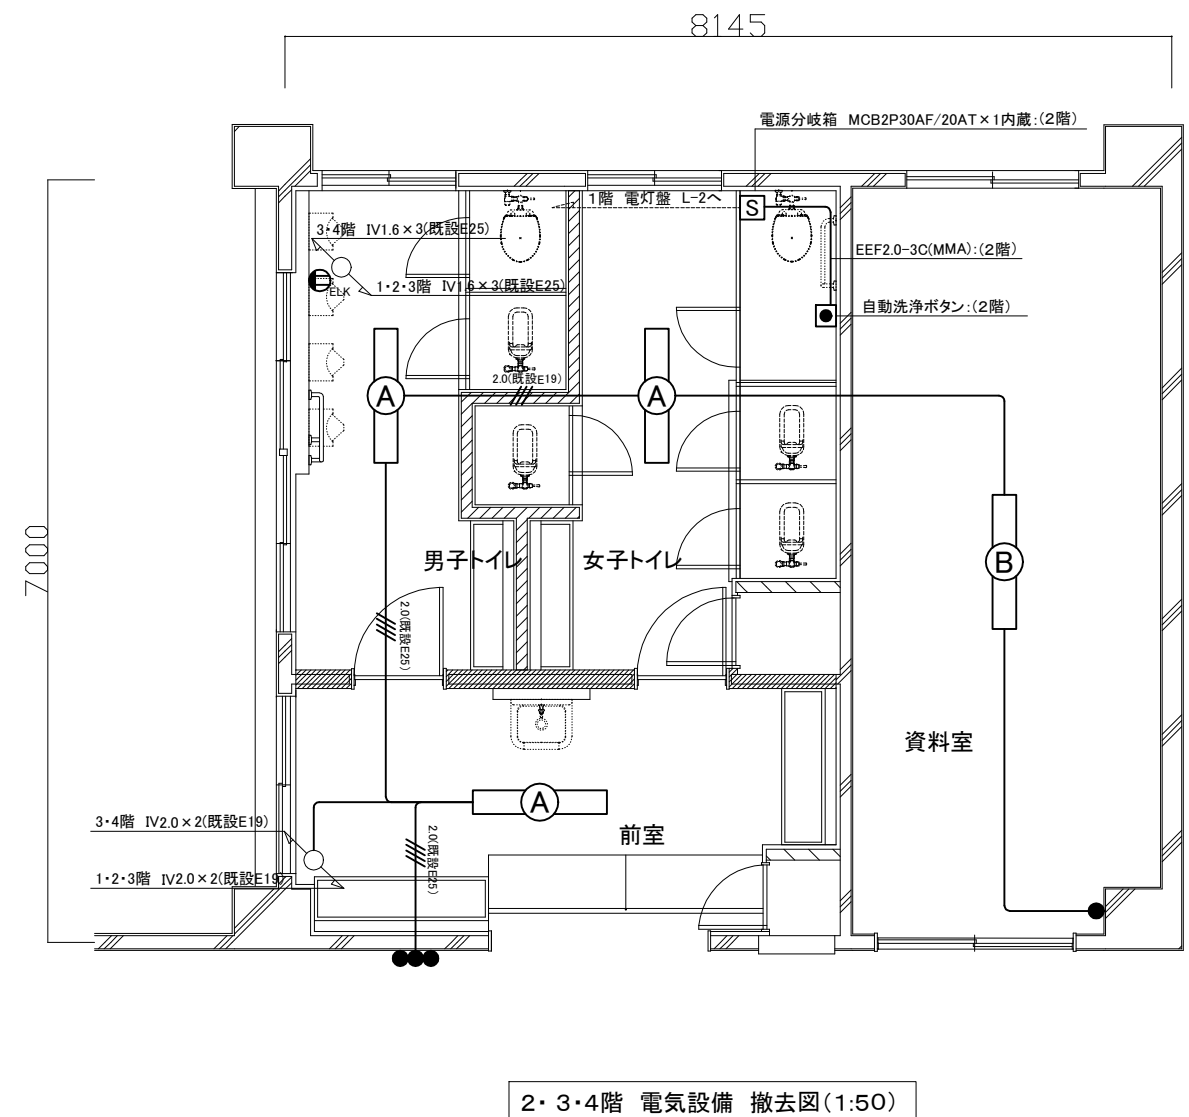 8145
電源分岐箱 MCB2P30AF/20AT×1内蔵:(2階)
1階 電灯盤 L-2へ
S
3・4階 IV1.6×3(既設E25)
EEF2.0-3C(MMA):(2階)
ELK
1・2・3階 IV1.6×3(既設E25)
自動洗浄ボタン:(2階)
2.0(既設E19)
A
A
7000
男子トイレ
女子トイレ
B
2.0(既設E25)
資料室
A
3・4階 IV2.0×2(既設E19)
前室
2.0(既設E25)
1・2・3階 IV2.0×2(既設E19)
2・3・4階 電気設備 撤去図(1:50)